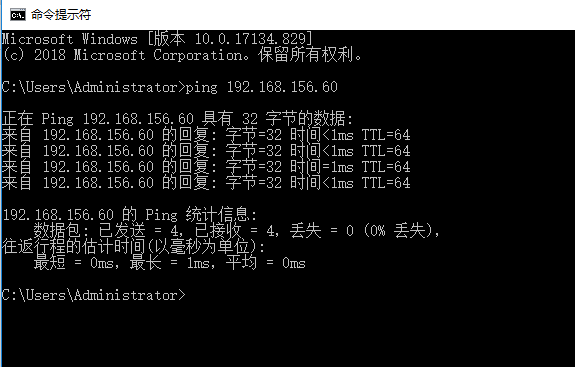 命令提示符
Microsoft Windows [版本 10.0.17134.829]
(c) 2018 Microsoft Corporation。保留所有权利。
C:\Users\Administrator>ping 192.168.156.60
正在 Ping 192.168.156.60 具有 32 字节的数据:
来自 192.168.156.60 的回复: 字节=32 时间<1ms TTL=64
来自 192.168.156.60 的回复: 字节=32 时间<1ms TTL=64
来自 192.168.156.60 的回复: 字节=32 时间=1ms TTL=64
来自 192.168.156.60 的回复: 字节=32 时间<1ms TTL=64
192.168.156.60 的 Ping 统计信息:
数据包: 已发送 = 4，已接收 = 4，丢失 = 0 (0% 丢失)，
往返行程的估计时间(以毫秒为单位):
最短 = 0ms，最长 = 1ms，平均 = 0ms
C:\Users\Administrator>